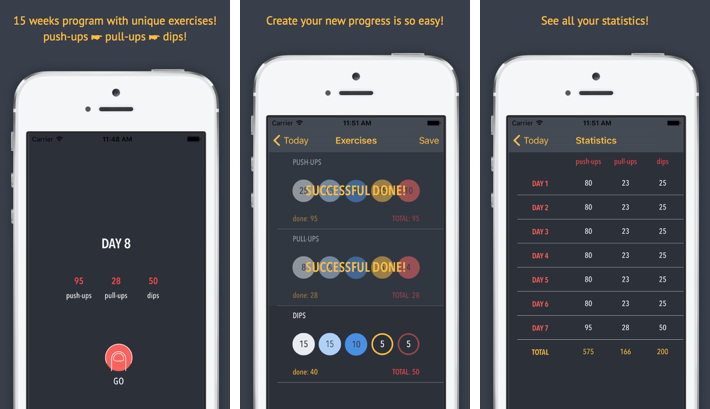 15 weeks program with unique exercises!
push-ups ☛ pull-ups ☛ dips!
Carrier 11:48 AM
DAY 8
95 28 50
push-ups pull-ups dips
GO
Create your new progress is so easy!
Carrier 11:51 AM
Today Exercises Save
PUSH-UPS
SUCCESSFUL DONE!
done: 95 TOTAL: 95
PULL-UPS
8
SUCCESSFUL DONE!
4
done: 28 TOTAL: 28
DIPS
15 15 10 5 5
done: 40 TOTAL: 50
See all your statistics!
Carrier 11:51 AM
Today Statistics
push-ups pull-ups dips
DAY 1 80 23 25
DAY 2 80 23 25
DAY 3 80 23 25
DAY 4 80 23 25
DAY 5 80 23 25
DAY 6 80 23 25
DAY 7 95 28 50
TOTAL 575 166 200